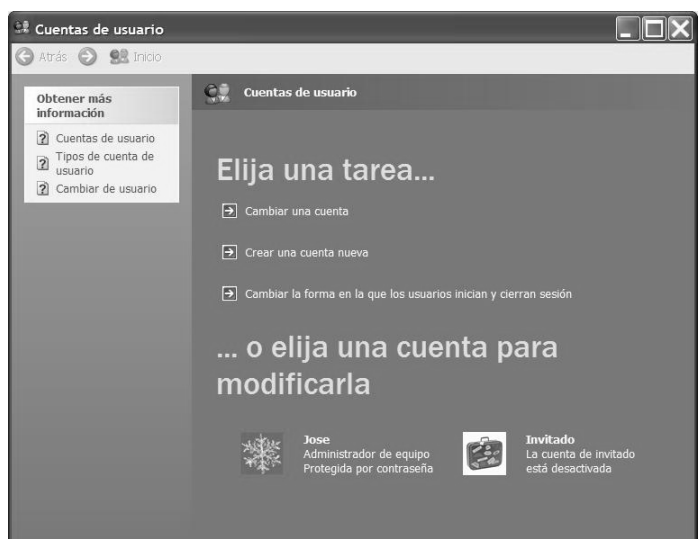 Cuentas de usuario
Atrás
Inicio
Obtener más
información
Cuentas de usuario
Tipos de cuenta de
usuario
Cambiar de usuario
Cuentas de usuario
Elija una tarea...
Cambiar una cuenta
Crear una cuenta nueva
Cambiar la forma en la que los usuarios inician y cierran sesión
... o elija una cuenta para
modificarla
Jose
Administrador de equipo
Protegida por contraseña
Invitado
La cuenta de invitado
está desactivada